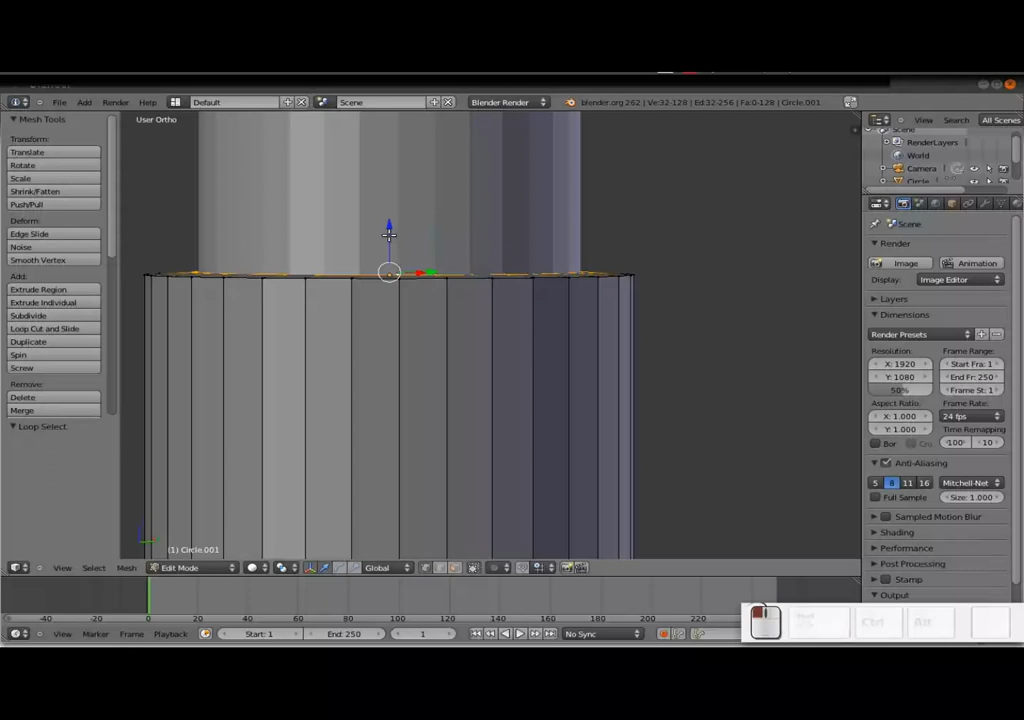 File Add Render Help Default Scene Blender Render blender.org 262 | Ve:32-128 | Ed:32-256 | Fa:0-128 | Circle.001
Mesh Tools
User Ortho
View Search All Scenes
Scene
Transform:
RenderLayers
Translate
World
Rotate
Camera
Scale
Circle
Shrink/Fatten
Push/Pull
Deform:
Scene
Edge Slide
Render
Noise
Image Animation
Smooth Vertex
Display: Image Editor
Add:
Layers
Extrude Region
Dimensions
Extrude Individual
Render Presets
Subdivide
Resolution: Frame Range:
Loop Cut and Slide
X: 1920 Start Fra: 1
Duplicate
Y: 1080 End Fr: 250
Spin
50% Frame St: 1
Screw
Aspect Ratio: Frame Rate:
Remove:
X: 1.000 24 fps
Delete
Y: 1.000 Time Remapping
Merge
Bor Cro 100 10
Loop Select
Anti-Aliasing
5 8 11 16 Mitchell-Net
Full Sample Size: 1.000
Sampled Motion Blur
Shading
Performance
(1) Circle.001
Post Processing
View Select Mesh Edit Mode Global
Stamp
Output
-40 -20 0 20 40 60 80 100 120 140 160 180 200 220
Ctrl Alt
View Marker Frame Playback Start: 1 End: 250 1 No Sync